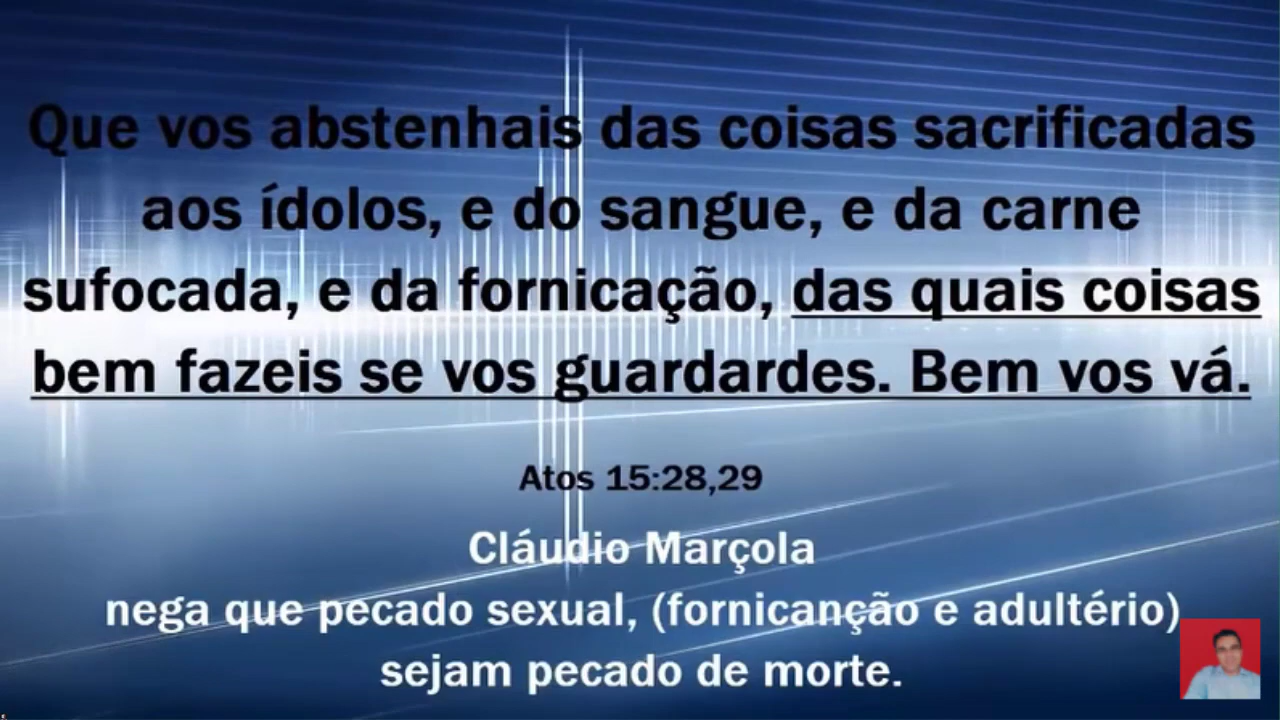 Que vos abstenhais das coisas sacrificadas
aos ídolos, e do sangue, e da carne
sufocada, e da fornicação, das quais coisas
bem fazeis se vos guardardes. Bem vos vá.
Atos 15:28,29
Cláudio Marçola
nega que pecado sexual, (fornicanção e adultério)
sejam pecado de morte.